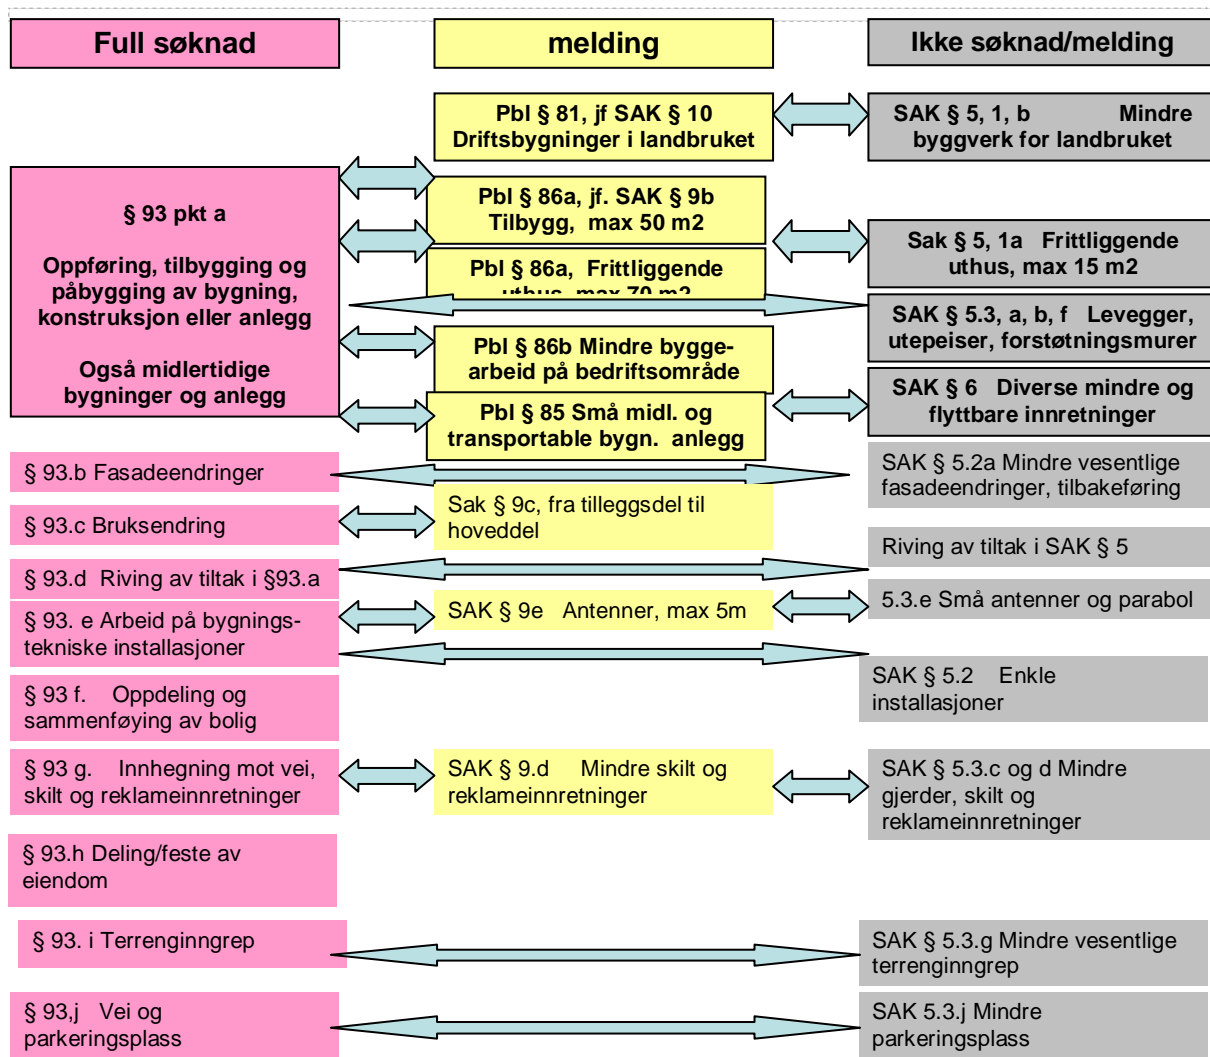 Full søknad
melding
Ikke søknad/melding
Pbl § 81, jf SAK § 10
Driftsbygninger i landbruket
SAK § 5, 1, b Mindre
byggverk for landbruket
§ 93 pkt a
Oppføring, tilbygging og
påbygging av bygning,
konstruksjon eller anlegg
Også midlertidige
bygninger og anlegg
Pbl § 86a, jf. SAK § 9b
Tilbygg, max 50 m2
Pbl § 86a, Frittliggende
uthus, max 70 m2
Sak § 5, 1a Frittliggende
uthus, max 15 m2
SAK § 5.3, a, b, f Levegger,
utepeiser, forstøtningsmurer
Pbl § 86b Mindre bygge-
arbeid på bedriftsområde
Pbl § 85 Små midl. og
transportable bygn. anlegg
SAK § 6 Diverse mindre og
flyttbare innretninger
§ 93.b Fasadeendringer
SAK § 5.2a Mindre vesentlige
fasadeendringer, tilbakeføring
§ 93.c Bruksendring
Sak § 9c, fra tilleggsdel til
hoveddel
Riving av tiltak i SAK § 5
§ 93.d Riving av tiltak i §93.a
§ 93. e Arbeid på bygnings-
tekniske installasjoner
SAK § 9e Antenner, max 5m
5.3.e Små antenner og parabol
SAK § 5.2 Enkle
installasjoner
§ 93 f. Oppdeling og
sammenføying av bolig
§ 93 g. Innhegning mot vei,
skilt og reklameinnretninger
SAK § 9.d Mindre skilt og
reklameinnretninger
SAK § 5.3.c og d Mindre
gjerder, skilt og
reklameinnretninger
§ 93.h Deling/feste av
eiendom
§ 93. i Terrenginngrep
SAK § 5.3.g Mindre vesentlige
terrenginngrep
§ 93,j Vei og
parkeringsplass
SAK 5.3.j Mindre
parkeringsplass